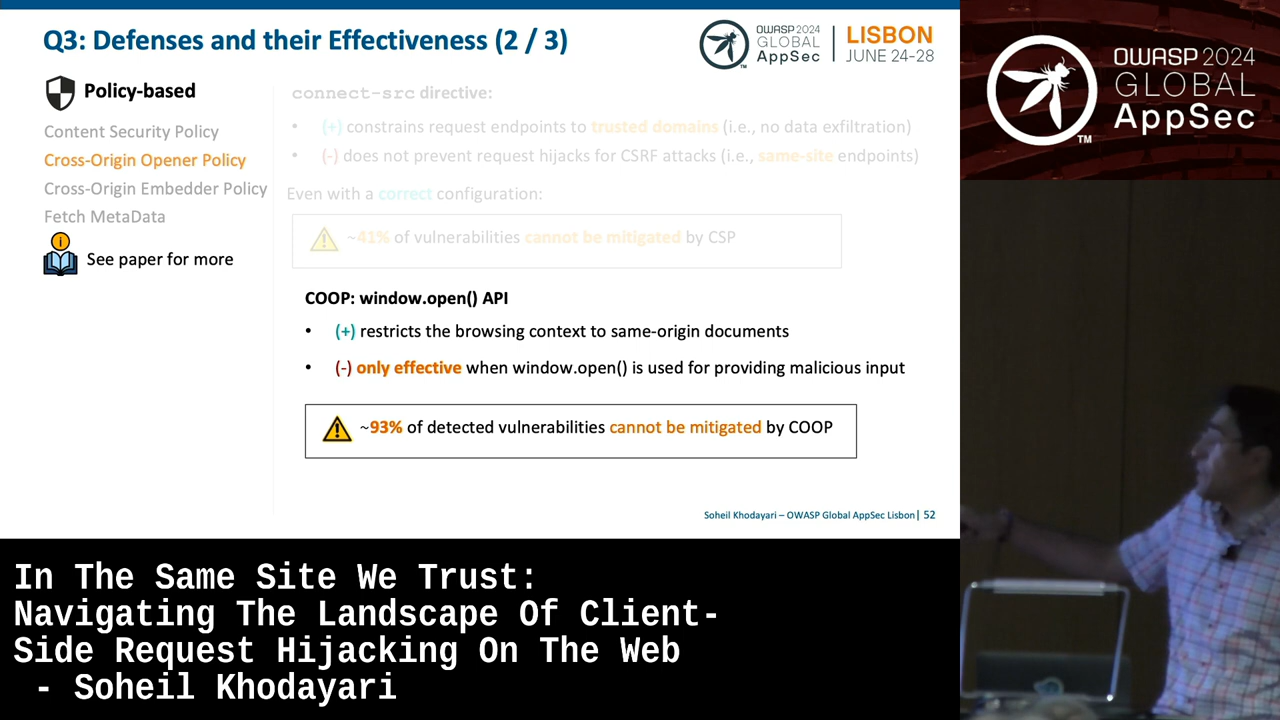 Q3: Defenses and their Effectiveness (2 / 3)
OWASP 2024
GLOBAL
AppSec
TM
LISBON
JUNE 24-28
Policy-based
Content Security Policy
Cross-Origin Opener Policy
Cross-Origin Embedder Policy
Fetch MetaData
See paper for more
connect-src directive:
• (+) constrains request endpoints to trusted domains (i.e., no data exfiltration)
• (-) does not prevent request hijacks for CSRF attacks (i.e., same-site endpoints)
Even with a correct configuration:
~41% of vulnerabilities cannot be mitigated by CSP
COOP: window.open() API
• (+) restricts the browsing context to same-origin documents
• (-) only effective when window.open() is used for providing malicious input
~93% of detected vulnerabilities cannot be mitigated by COOP
Soheil Khodayari – OWASP Global AppSec Lisbon| 52
OWASP 2024
GLOBAL
AppSec
TM
In The Same Site We Trust:
Navigating The Landscape Of Client-
Side Request Hijacking On The Web
- Soheil Khodayari